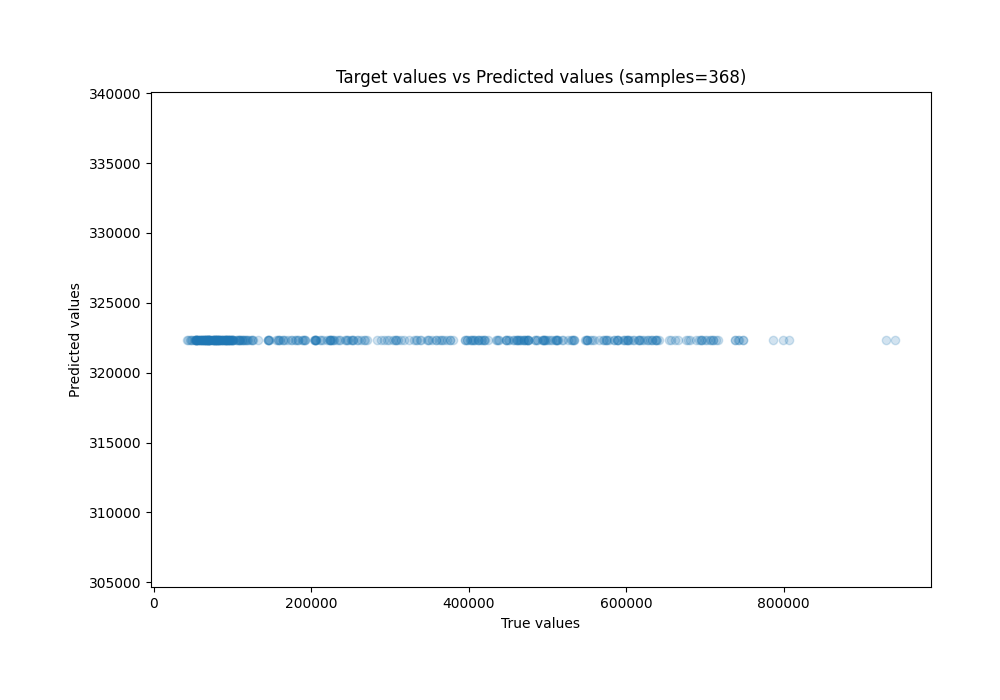 Target values vs Predicted values (samples=368)
340000
335000
330000
325000
320000
315000
310000
305000
Predicted values
0 200000 400000 600000 800000
True values